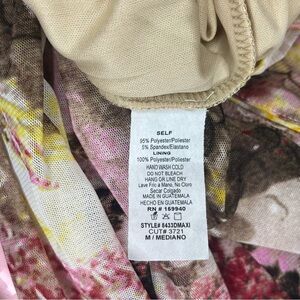 SELF
95% Polyester/Poliester
5% Spandex/Elastano
LINING
100% Polyester/Poliester
HAND WASH COLD
DO NOT BLEACH
HANG OR LINE DRY
Lave Frio a Mano, No Cloro
Secar Colgado
MADE IN GUATEMALA
HECHO EN GUATEMALA
RN # 159940
STYLE# 8433DMAXI
CUT# 3721
M / MEDIANO